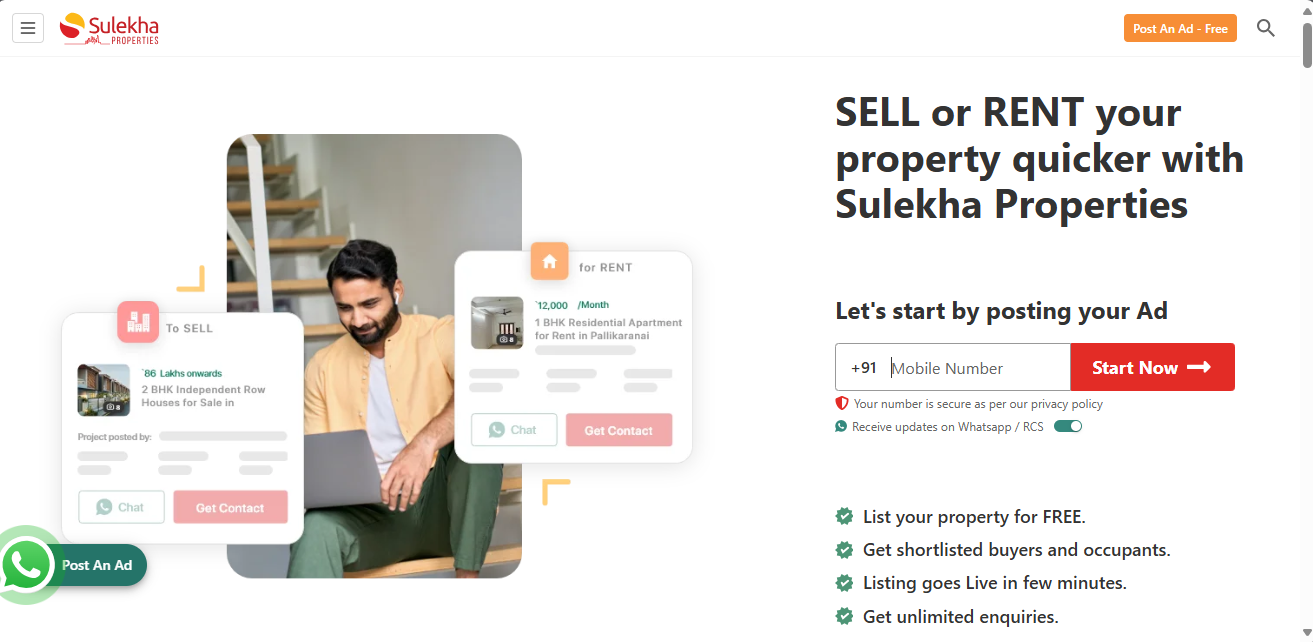 Sulekha
PROPERTIES
Post An Ad - Free
SELL or RENT your
property quicker with
Sulekha Properties
Let's start by posting your Ad
+91 Mobile Number
Start Now
Your number is secure as per our privacy policy
Receive updates on Whatsapp / RCS
List your property for FREE.
Get shortlisted buyers and occupants.
Listing goes Live in few minutes.
Get unlimited enquiries.
for RENT
`12,000 /Month
1 BHK Residential Apartment
for Rent in Pallikaranai
8
Chat
Get Contact
To SELL
`86 Lakhs onwards
2 BHK Independent Row
Houses for Sale in
8
Project posted by:
Chat
Get Contact
Post An Ad